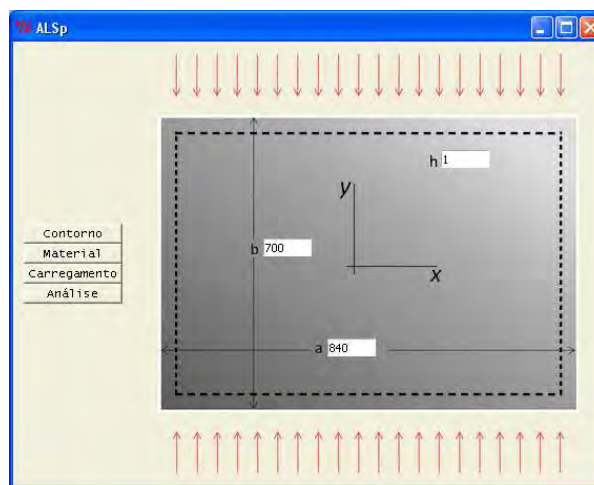 ALSp
h 1
y
Contorno
b 700
Material
x
Carregamento
Análise
a 840